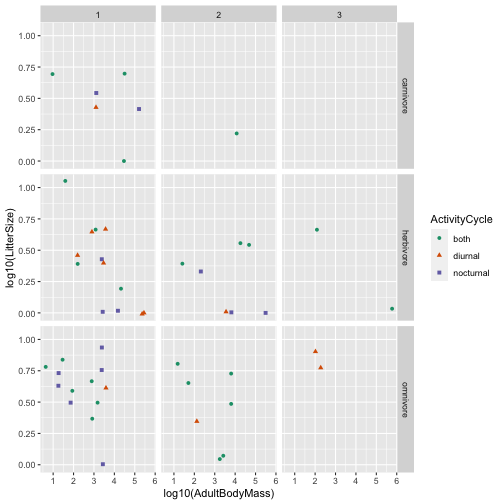 1 2 3
1.00
0.75
0.50
0.25
0.00
carnivore
1.00
0.75
0.50
0.25
0.00
herbivore
1.00
0.75
0.50
0.25
0.00
omnivore
1 2 3 4 5 6 1 2 3 4 5 6 1 2 3 4 5 6
log10(AdultBodyMass)
log10(LitterSize)
ActivityCycle
both
diurnal
nocturnal